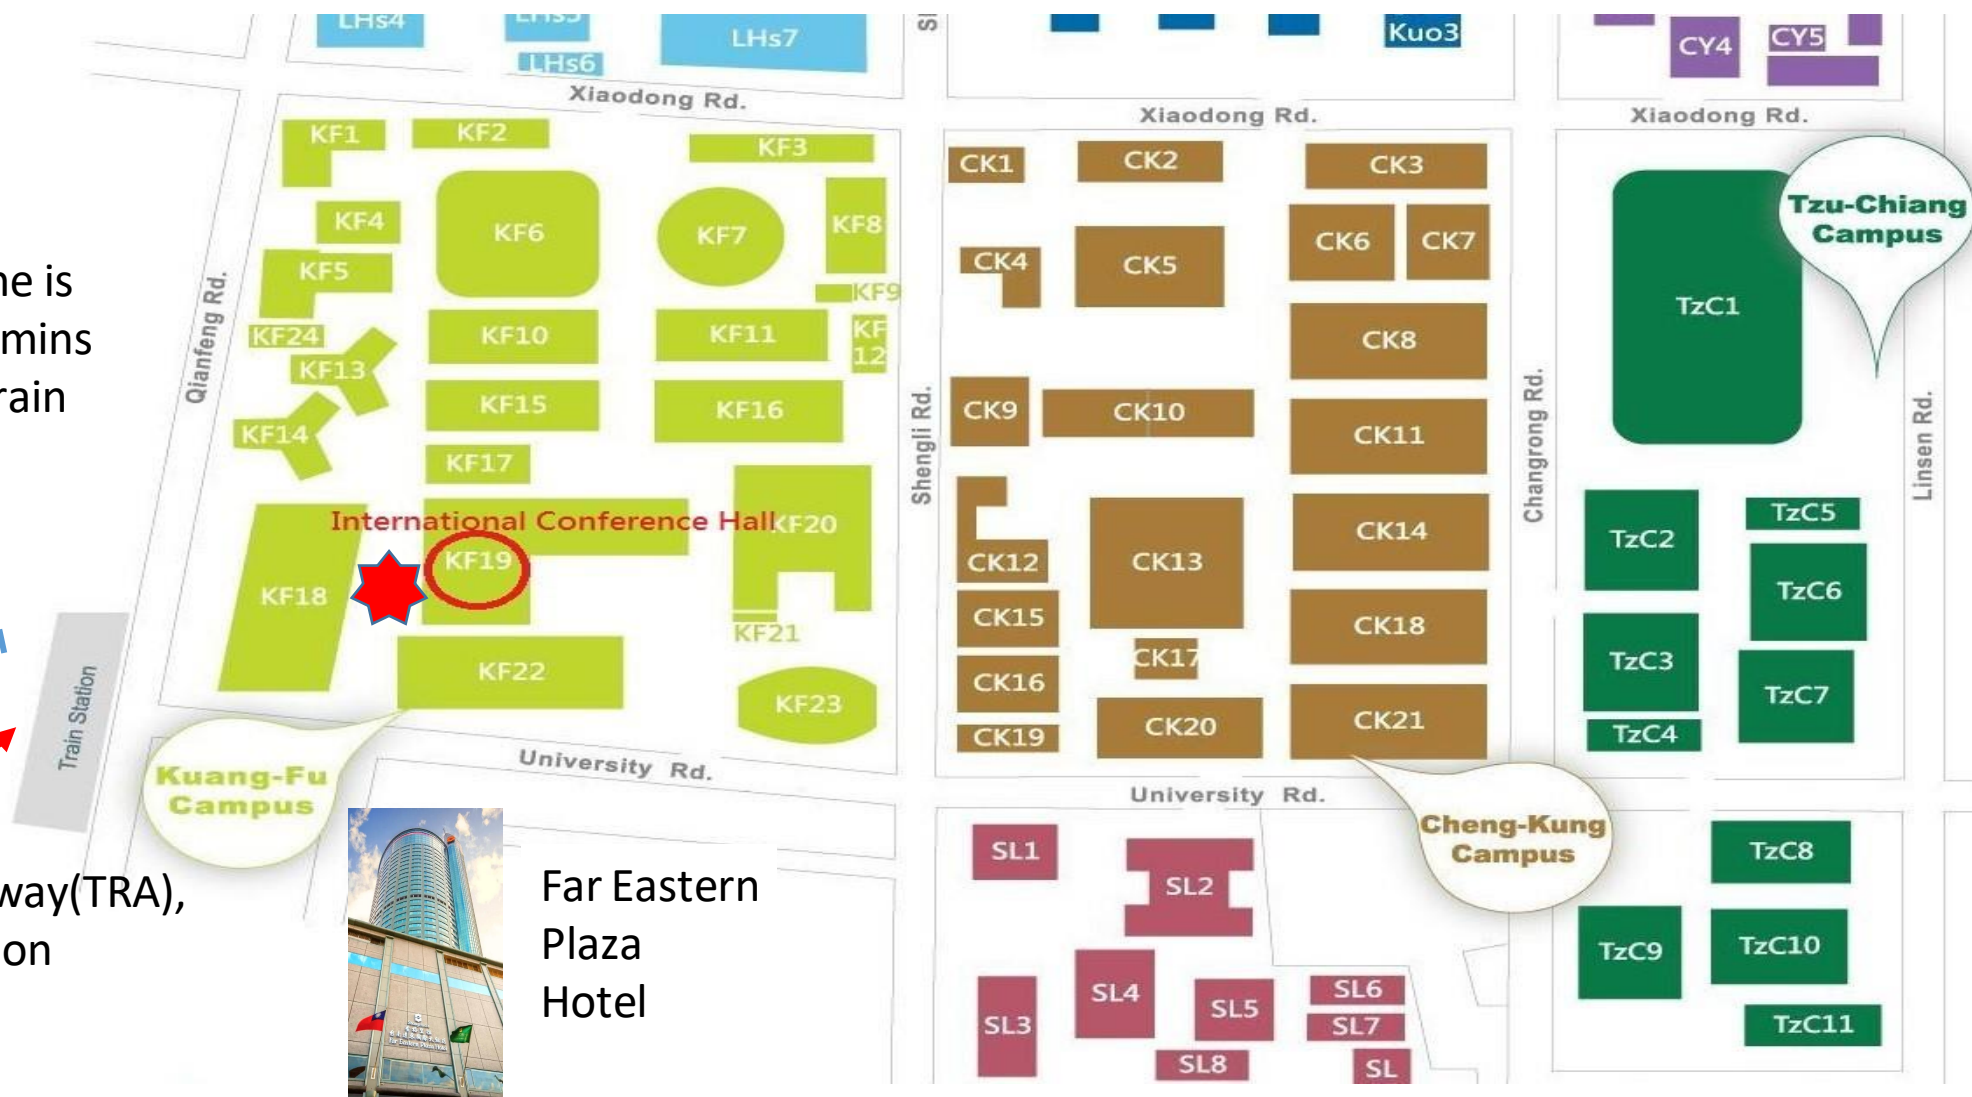 LHs4
LHs5
LHs6
LHs7
Kuo3
CY4
CY5
Xiaodong Rd.
Xiaodong Rd.
Xiaodong Rd.
KF1
KF2
KF3
KF4
KF5
KF6
KF7
KF8
KF9
KF24
KF10
KF11
KF
12
KF13
KF14
KF15
KF16
KF17
International Conference Hall
KF18
KF19
KF20
KF21
KF22
KF23
Qianfeng Rd.
Shengli Rd.
Changrong Rd.
Linsen Rd.
CK1
CK2
CK3
CK4
CK5
CK6
CK7
CK8
CK9
CK10
CK11
CK12
CK13
CK14
CK15
CK16
CK17
CK18
CK19
CK20
CK21
Tzu-Chiang
Campus
TzC1
TzC2
TzC3
TzC4
TzC5
TzC6
TzC7
TzC8
TzC9
TzC10
TzC11
ne is
mins
rain
Train Station
Kuang-Fu
Campus
University Rd.
University Rd.
Cheng-Kung
Campus
way(TRA),
on
Far Eastern
Plaza
Hotel
SL1
SL2
SL3
SL4
SL5
SL6
SL7
SL8
SL